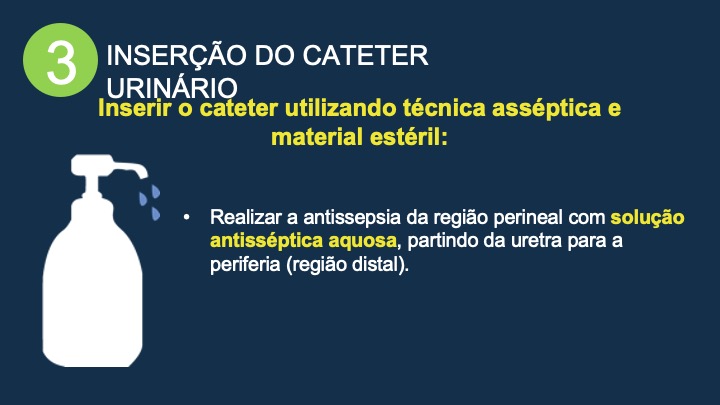 3
INSERÇÃO DO CATETER
URINÁRIO
Inserir o cateter utilizando técnica asséptica e
material estéril:
• Realizar a antissepsia da região perineal com solução
antisséptica aquosa, partindo da uretra para a
periferia (região distal).